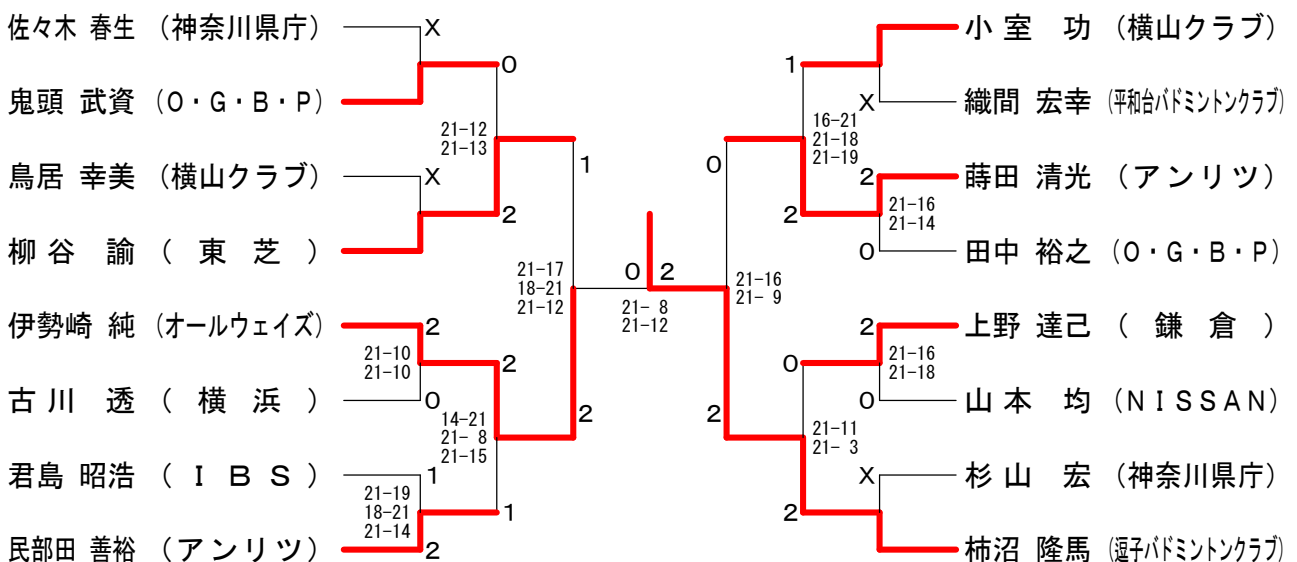 佐々木 春生 (神奈川県庁) X
鬼頭 武資 (O・G・B・P) 0
21-12
21-13
鳥居 幸美 (横山クラブ) X 1
柳谷 諭 ( 東 芝 ) 2
21-17
18-21
21-12
伊勢崎 純 (オールウェイズ) 2
21-10
21-10
2
古川 透 ( 横 浜 ) 0
14-21
21- 8
21-15
2
君島 昭浩 ( I B S ) 1
21-19
18-21
21-14
1
民部田 善裕 (アンリツ) 2
0 2
21- 8
21-12
小室 功 (横山クラブ)
1
X 織間 宏幸 (平和台バドミントンクラブ)
16-21
21-18
21-19
0
2 蒔田 清光 (アンリツ)
21-16
21-14
2
0 田中 裕之 (O・G・B・P)
21-16
21- 9
2 上野 達己 ( 鎌 倉 )
21-16
21-18
0
0 山本 均 (NISSAN)
2
21-11
21- 3
X 杉山 宏 (神奈川県庁)
2
柿沼 隆馬 (逗子バドミントンクラブ)